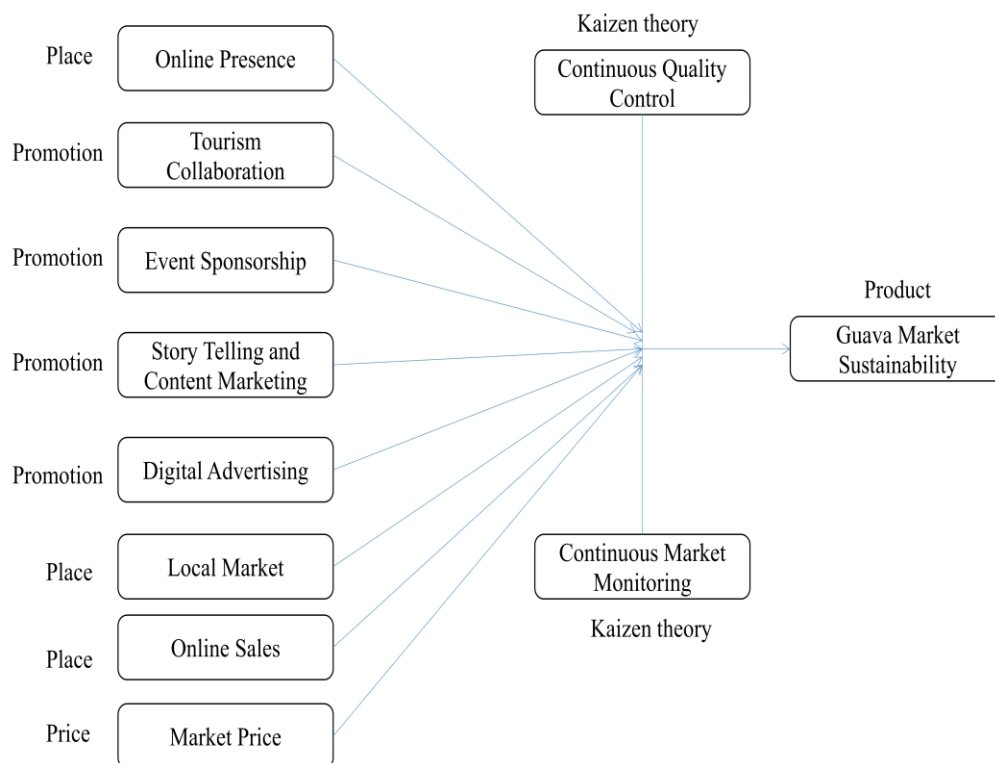 Place
Online Presence
Promotion
Tourism
Collaboration
Promotion
Event Sponsorship
Promotion
Story Telling and
Content Marketing
Promotion
Digital Advertising
Place
Local Market
Place
Online Sales
Price
Market Price
Kaizen theory
Continuous Quality
Control
Continuous Market
Monitoring
Kaizen theory
Product
Guava Market
Sustainability